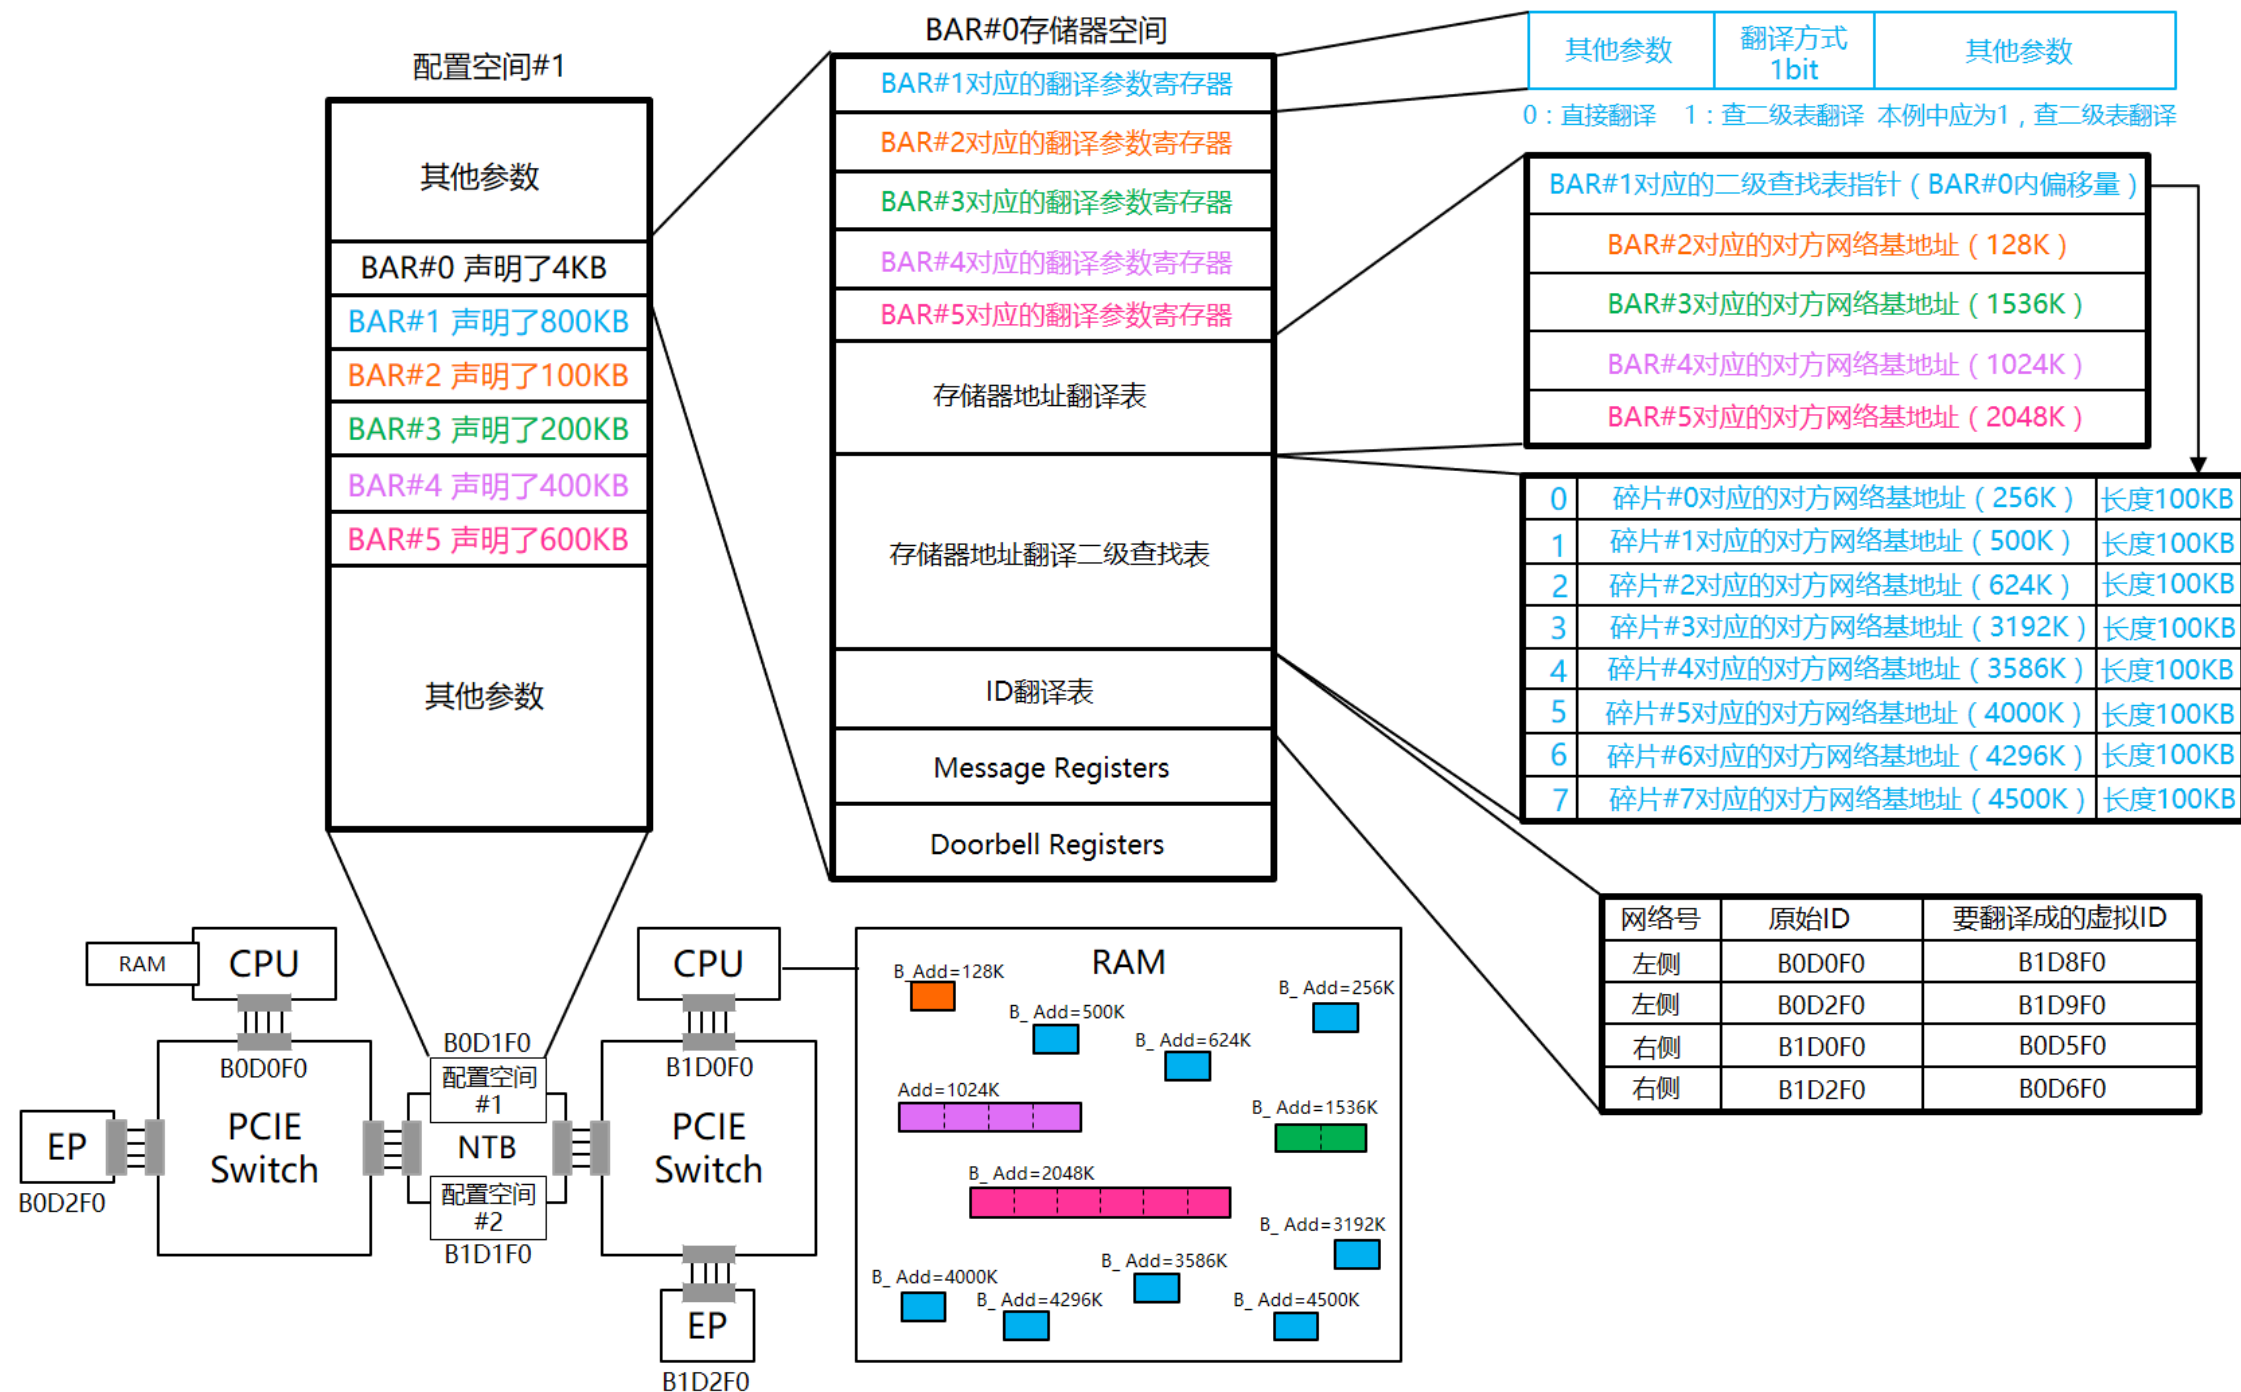 配置空间#1
其他参数
BAR#0 声明了4KB
BAR#1 声明了800KB
BAR#2 声明了100KB
BAR#3 声明了200KB
BAR#4 声明了400KB
BAR#5 声明了600KB
其他参数
BAR#0存储器空间
BAR#1对应的翻译参数寄存器
BAR#2对应的翻译参数寄存器
BAR#3对应的翻译参数寄存器
BAR#4对应的翻译参数寄存器
BAR#5对应的翻译参数寄存器
存储器地址翻译表
存储器地址翻译二级查找表
ID翻译表
Message Registers
Doorbell Registers
其他参数
翻译方式
1bit
其他参数
0：直接翻译 1：查二级表翻译 本例中应为1，查二级表翻译
BAR#1对应的二级查找表指针（BAR#0内偏移量）
BAR#2对应的对方网络基地址（128K）
BAR#3对应的对方网络基地址（1536K）
BAR#4对应的对方网络基地址（1024K）
BAR#5对应的对方网络基地址（2048K）
0 碎片#0对应的对方网络基地址（256K） 长度100KB
1 碎片#1对应的对方网络基地址（500K） 长度100KB
2 碎片#2对应的对方网络基地址（624K） 长度100KB
3 碎片#3对应的对方网络基地址（3192K） 长度100KB
4 碎片#4对应的对方网络基地址（3586K） 长度100KB
5 碎片#5对应的对方网络基地址（4000K） 长度100KB
6 碎片#6对应的对方网络基地址（4296K） 长度100KB
7 碎片#7对应的对方网络基地址（4500K） 长度100KB
网络号 原始ID 要翻译成的虚拟ID
左侧 B0D0F0 B1D8F0
左侧 B0D2F0 B1D9F0
右侧 B1D0F0 B0D5F0
右侧 B1D2F0 B0D6F0
RAM
CPU
B0D0F0
PCIE
Switch
EP
B0D2F0
B0D1F0
配置空间
#1
NTB
配置空间
#2
B1D1F0
CPU
B1D0F0
PCIE
Switch
EP
B1D2F0
RAM
B_Add=128K
B_ Add=256K
B_ Add=500K
B_ Add=624K
Add=1024K
B_ Add=1536K
B_ Add=2048K
B_ Add=3192K
B_ Add=3586K
B_ Add=4000K
B_ Add=4296K
B_ Add=4500K